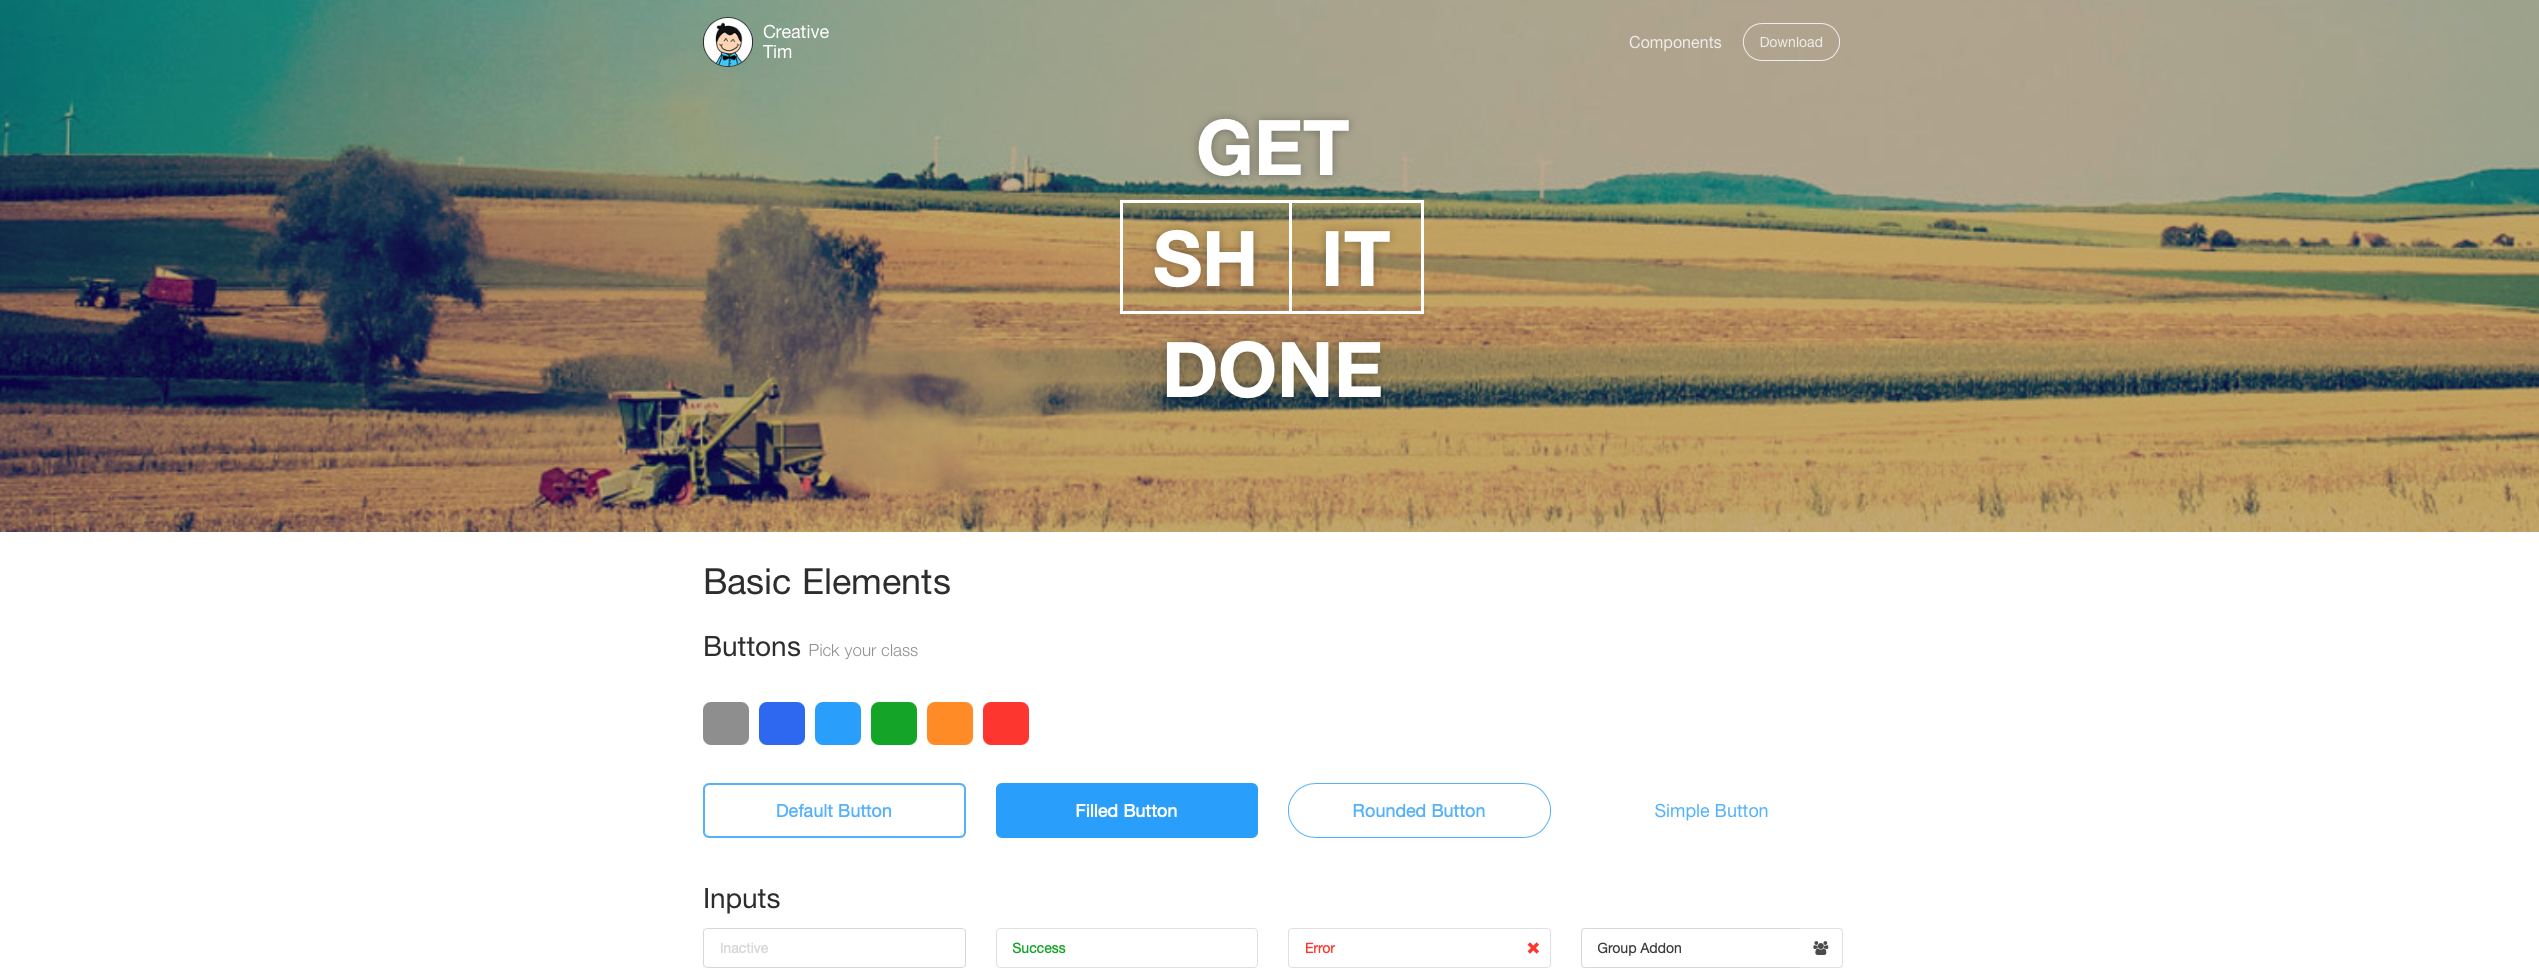 Creative
Tim
Components
Download
GET
SH IT
DONE
Basic Elements
Buttons Pick your class
Default Button
Filled Button
Rounded Button
Simple Button
Inputs
Inactive
Success
Error
Group Addon